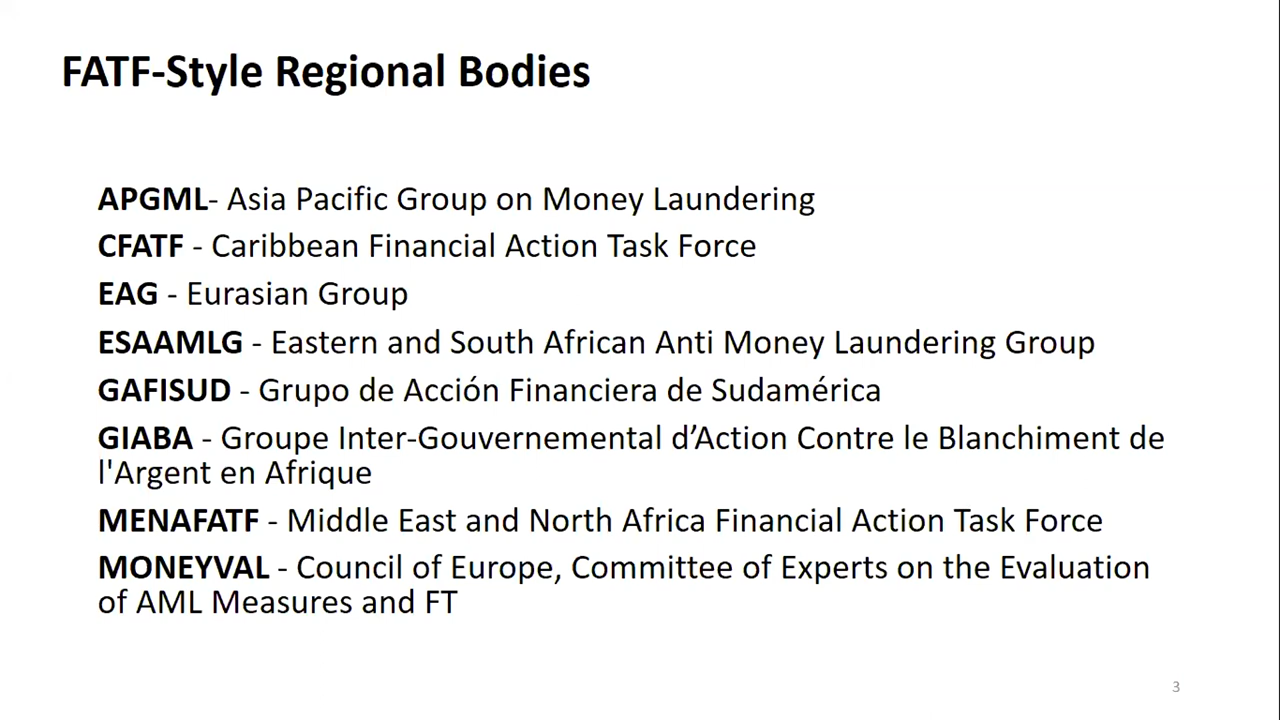 FATF-Style Regional Bodies
APGML- Asia Pacific Group on Money Laundering
CFATF - Caribbean Financial Action Task Force
EAG - Eurasian Group
ESAAMLG - Eastern and South African Anti Money Laundering Group
GAFISUD - Grupo de Acción Financiera de Sudamérica
GIABA - Groupe Inter-Gouvernemental d’Action Contre le Blanchiment de
l'Argent en Afrique
MENAFATF - Middle East and North Africa Financial Action Task Force
MONEYVAL - Council of Europe, Committee of Experts on the Evaluation
of AML Measures and FT
3